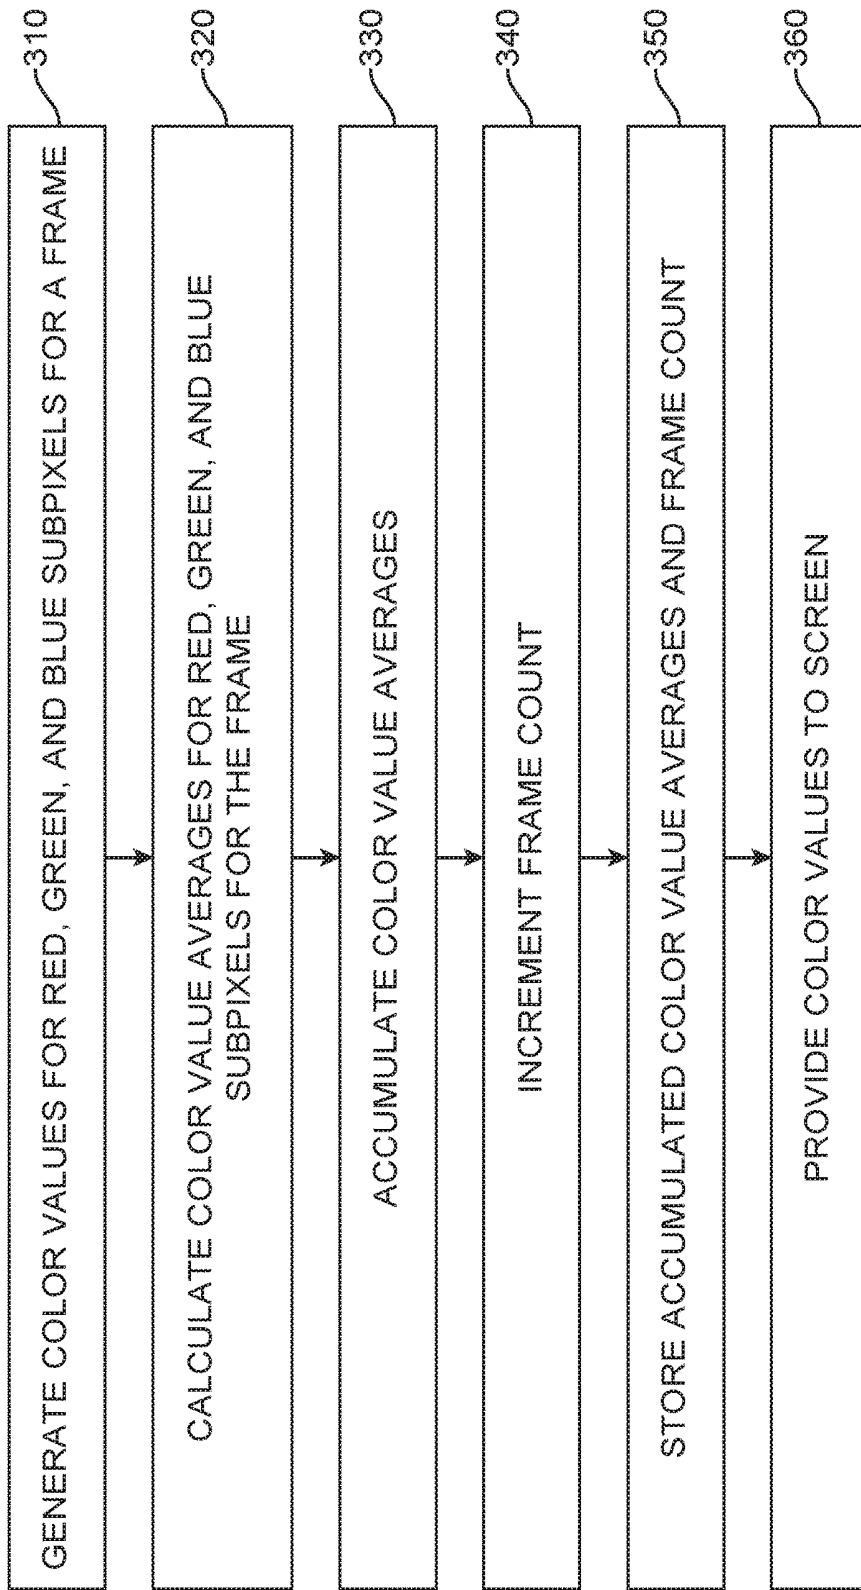 310
GENERATE COLOR VALUES FOR RED, GREEN, AND BLUE SUBPIXELS FOR A FRAME
320
CALCULATE COLOR VALUE AVERAGES FOR RED, GREEN, AND BLUE
SUBPIXELS FOR THE FRAME
330
ACCUMULATE COLOR VALUE AVERAGES
340
INCREMENT FRAME COUNT
350
STORE ACCUMULATED COLOR VALUE AVERAGES AND FRAME COUNT
360
PROVIDE COLOR VALUES TO SCREEN